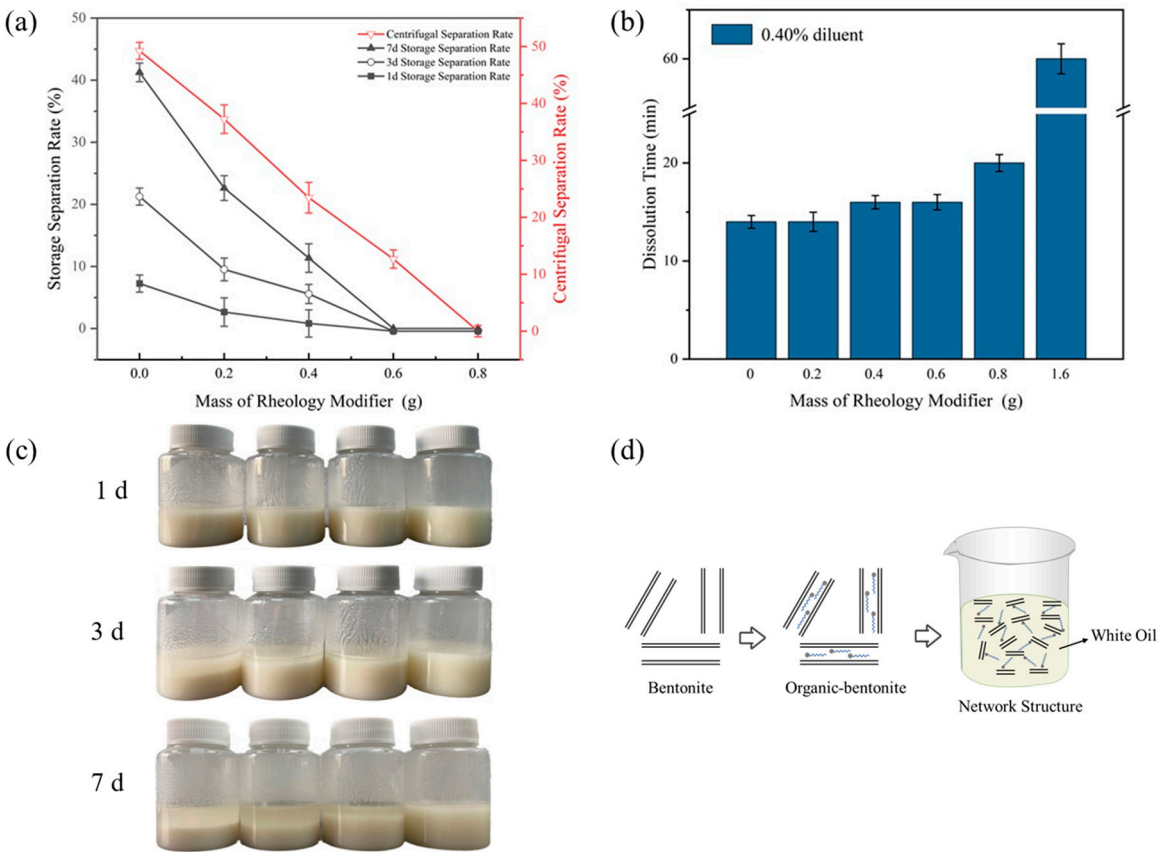 (a)
50
40
30
20
10
0
Storage Separation Rate (%)
Centrifugal Separation Rate
7d Storage Separation Rate
3d Storage Separation Rate
1d Storage Separation Rate
50
40
30
20
10
0
Centrifugal Separation Rate (%)
0.0 0.2 0.4 0.6 0.8
Mass of Rheology Modifier (g)
(b)
0.40% diluent
60
20
10
0
Dissolution Time (min)
0 0.2 0.4 0.6 0.8 1.6
Mass of Rheology Modifier (g)
(c)
1 d
3 d
7 d
(d)
Bentonite
Organic-bentonite
White Oil
Network Structure